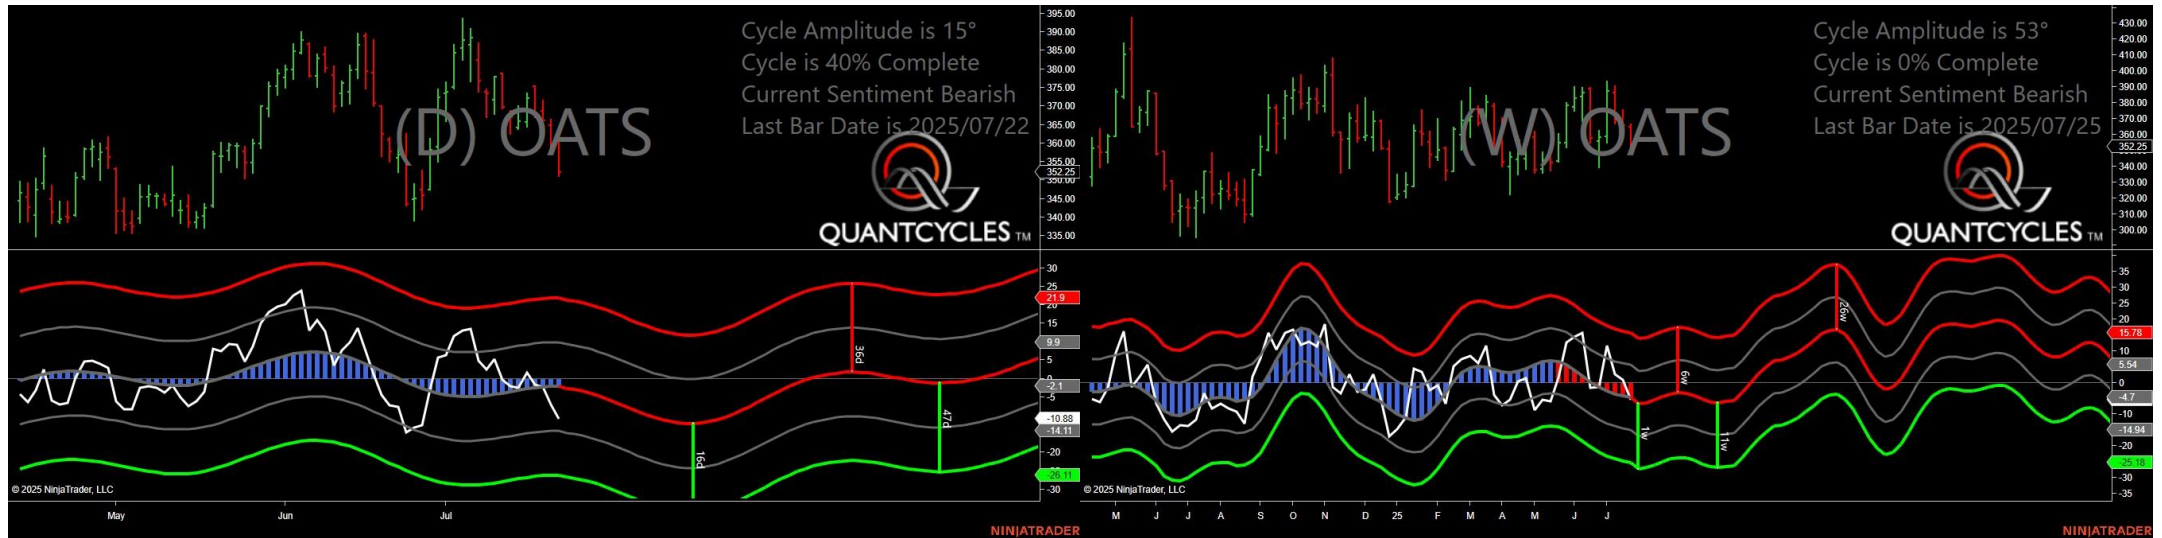 Cycle Amplitude is 15°
Cycle is 40% Complete
Current Sentiment Bearish
Last Bar Date is 2025/07/22
(D) OATS
QUANTCYCLES TM
395.00
390.00
385.00
380.00
375.00
370.00
365.00
360.00
355.00
352.25
350.00
345.00
340.00
335.00
30
25
21.9
20
15
9.9
5
0
-2.1
-5
-10.88
-14.11
-20
-26.11
-30
36d
16d
47d
© 2025 NinjaTrader, LLC
May Jun Jul
NINJATRADER
Cycle Amplitude is 53°
Cycle is 0% Complete
Current Sentiment Bearish
Last Bar Date is 2025/07/25
(W) OATS
QUANTCYCLES TM
430.00
420.00
410.00
400.00
390.00
380.00
370.00
360.00
352.25
340.00
330.00
320.00
310.00
300.00
35
30
25
20
15.78
10
5.54
0
-4.7
-10
-14.94
-20
-25.18
-30
-35
26w
6w
1w
11w
© 2025 NinjaTrader, LLC
M J J A S O N D 25 F M A M J J
NINJATRADER